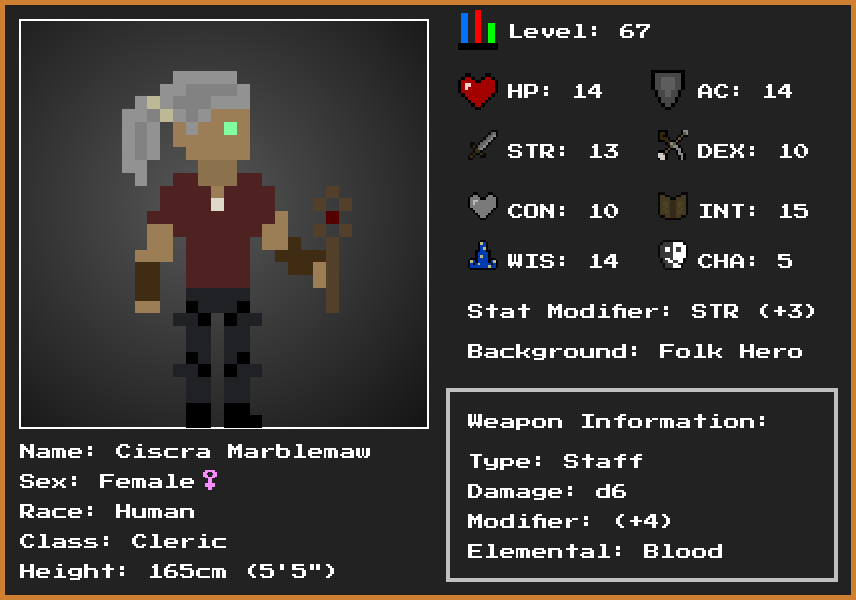 Level: 67
HP: 14
AC: 14
STR: 13
DEX: 10
CON: 10
INT: 15
WIS: 14
CHA: 5
Stat Modifier: STR (+3)
Background: Folk Hero
Weapon Information:
Type: Staff
Damage: d6
Modifier: (+4)
Elemental: Blood
Name: Ciscra Marblemaw
Sex: Female♀
Race: Human
Class: Cleric
Height: 165cm (5'5")